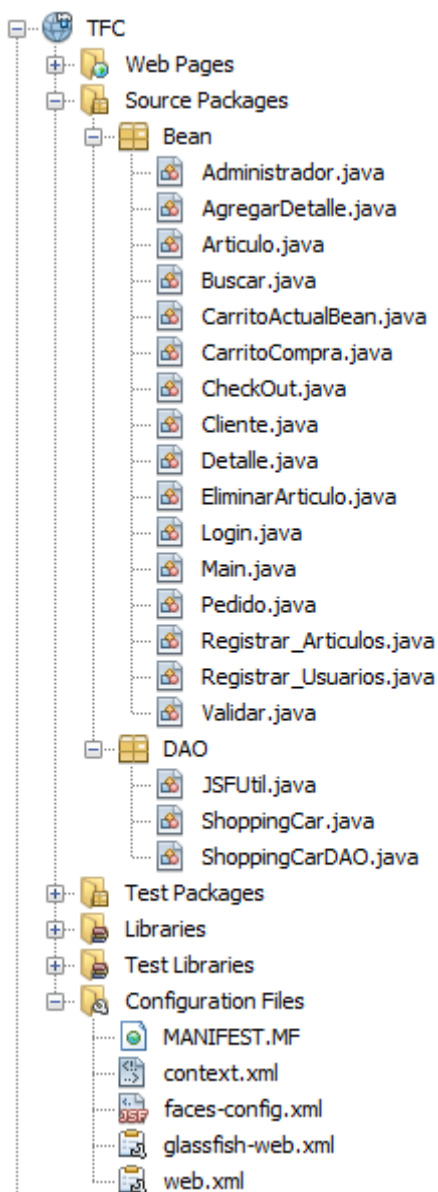 TFC
Web Pages
Source Packages
Bean
Administrador.java
AgregarDetalle.java
Articulo.java
Buscar.java
CarritoActualBean.java
CarritoCompra.java
CheckOut.java
Cliente.java
Detalle.java
EliminarArticulo.java
Login.java
Main.java
Pedido.java
Registrar_Articulos.java
Registrar_Usuarios.java
Validar.java
DAO
JSFUtil.java
ShoppingCar.java
ShoppingCarDAO.java
Test Packages
Libraries
Test Libraries
Configuration Files
MANIFEST.MF
context.xml
faces-config.xml
glassfish-web.xml
web.xml